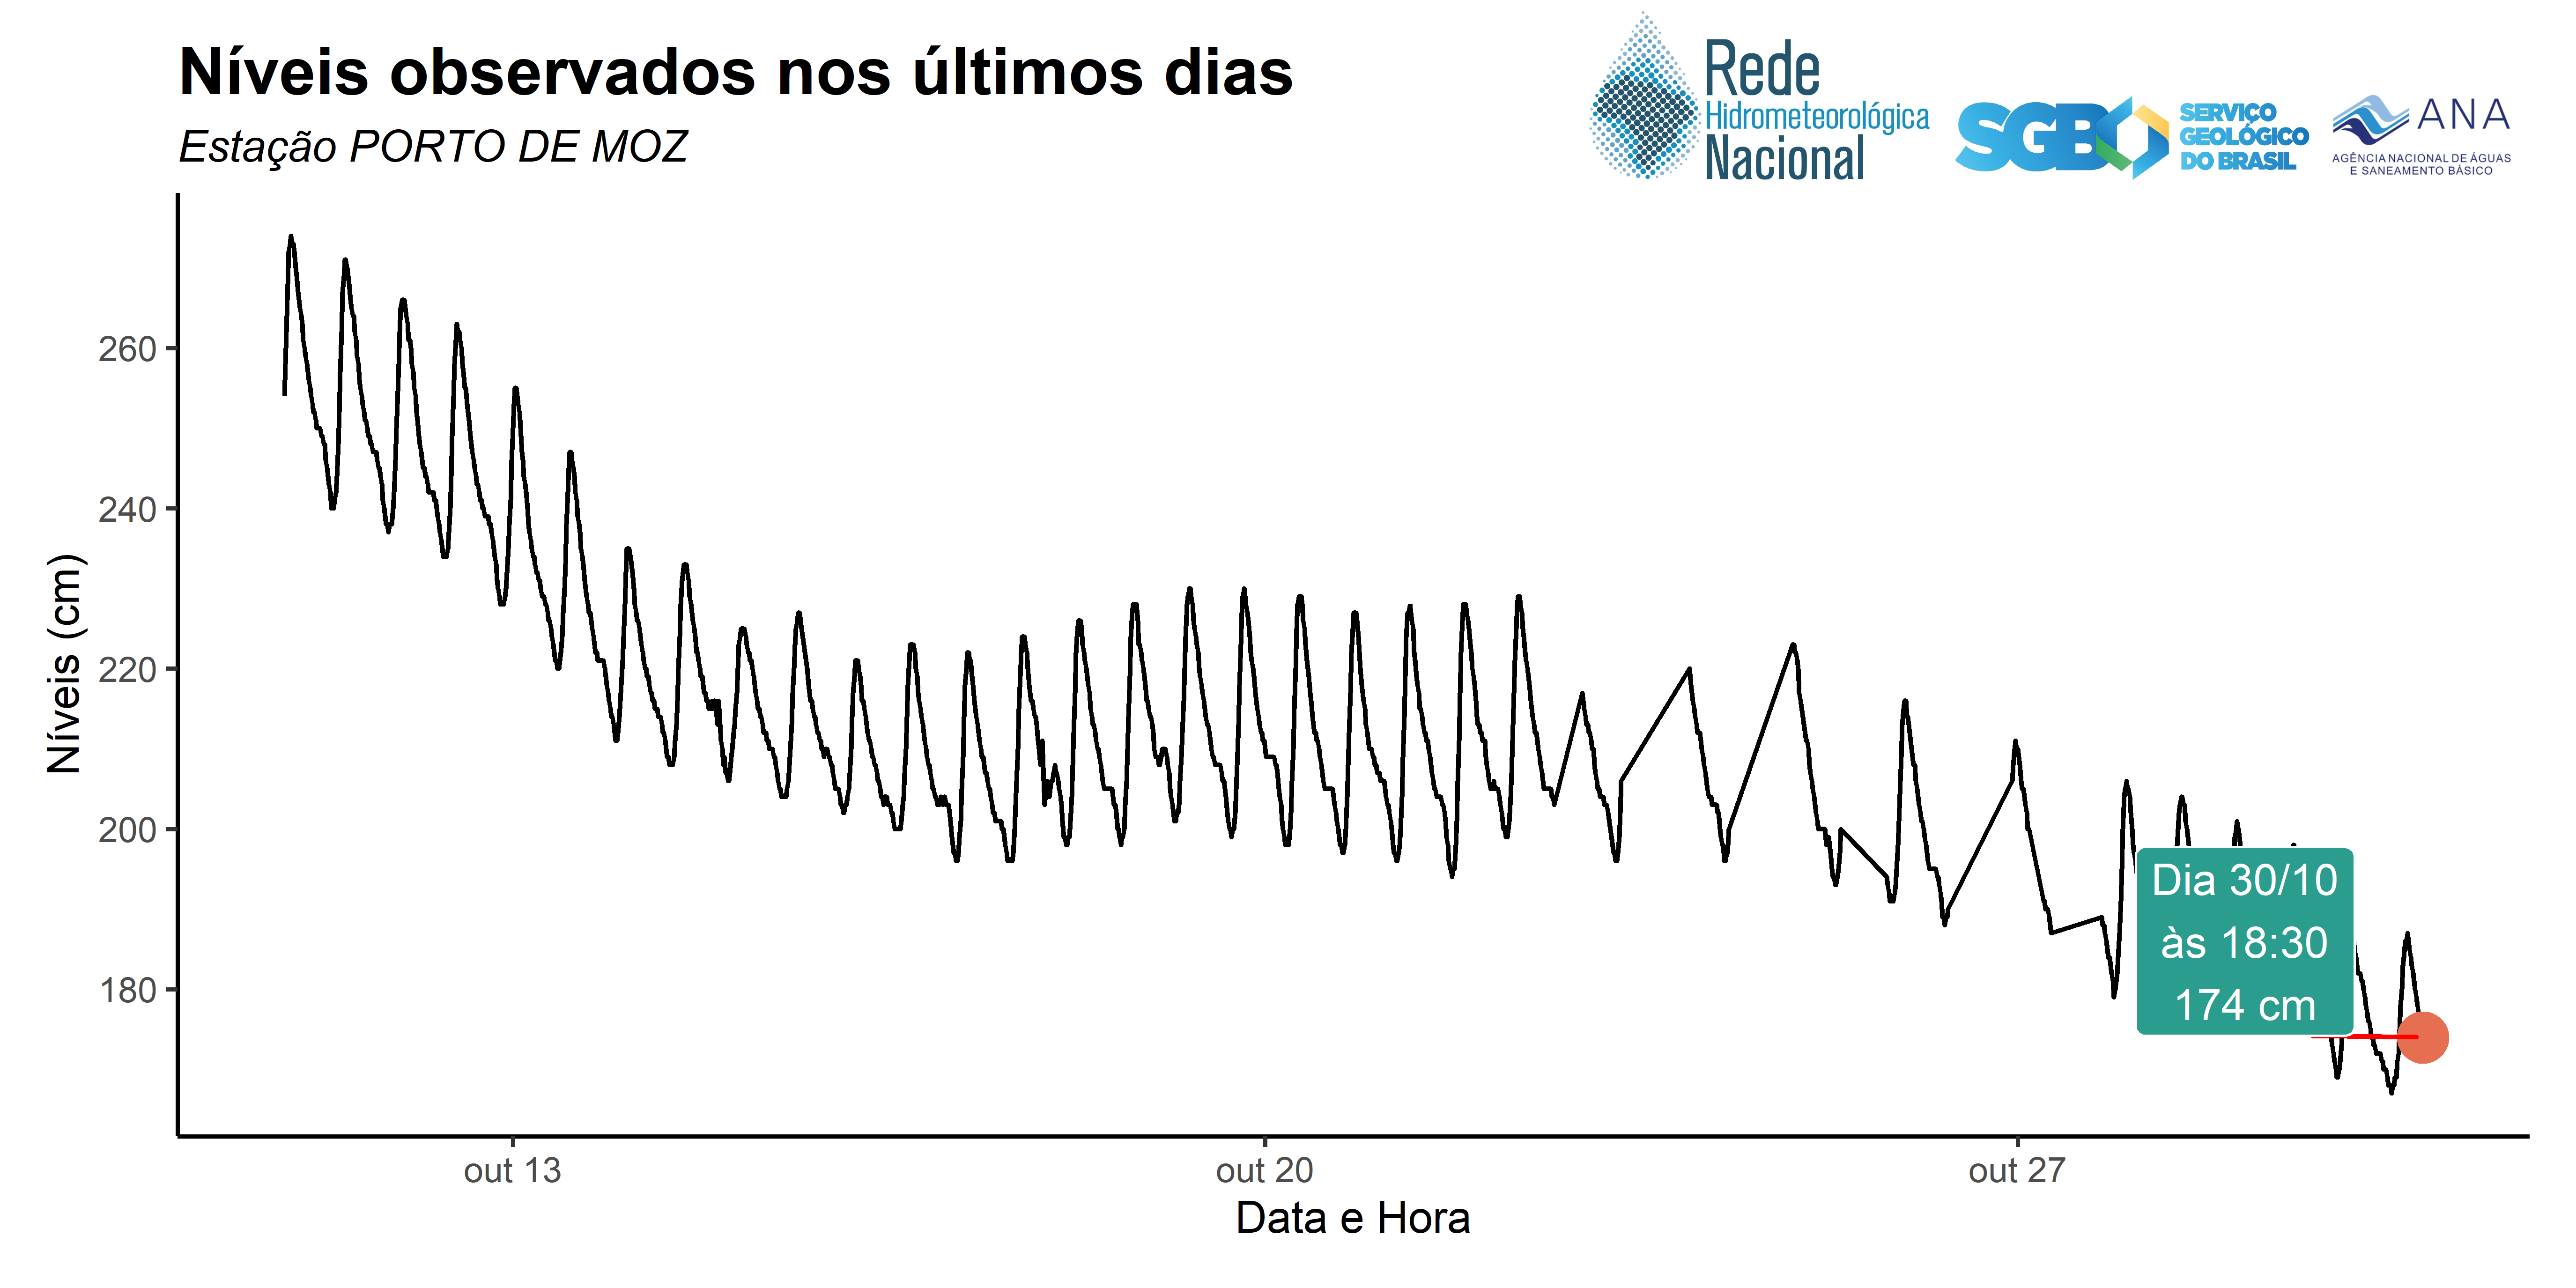 Níveis observados nos últimos dias
Estação PORTO DE MOZ
Rede
Hidrometeorológica
Nacional
SGB
SERVIÇO
GEOLÓGICO
DO BRASIL
ANA
AGÊNCIA NACIONAL DE ÁGUAS
E SANEAMENTO BÁSICO
Níveis (cm)
260
240
220
200
180
Dia 30/10
às 18:30
174 cm
out 13
out 20
out 27
Data e Hora